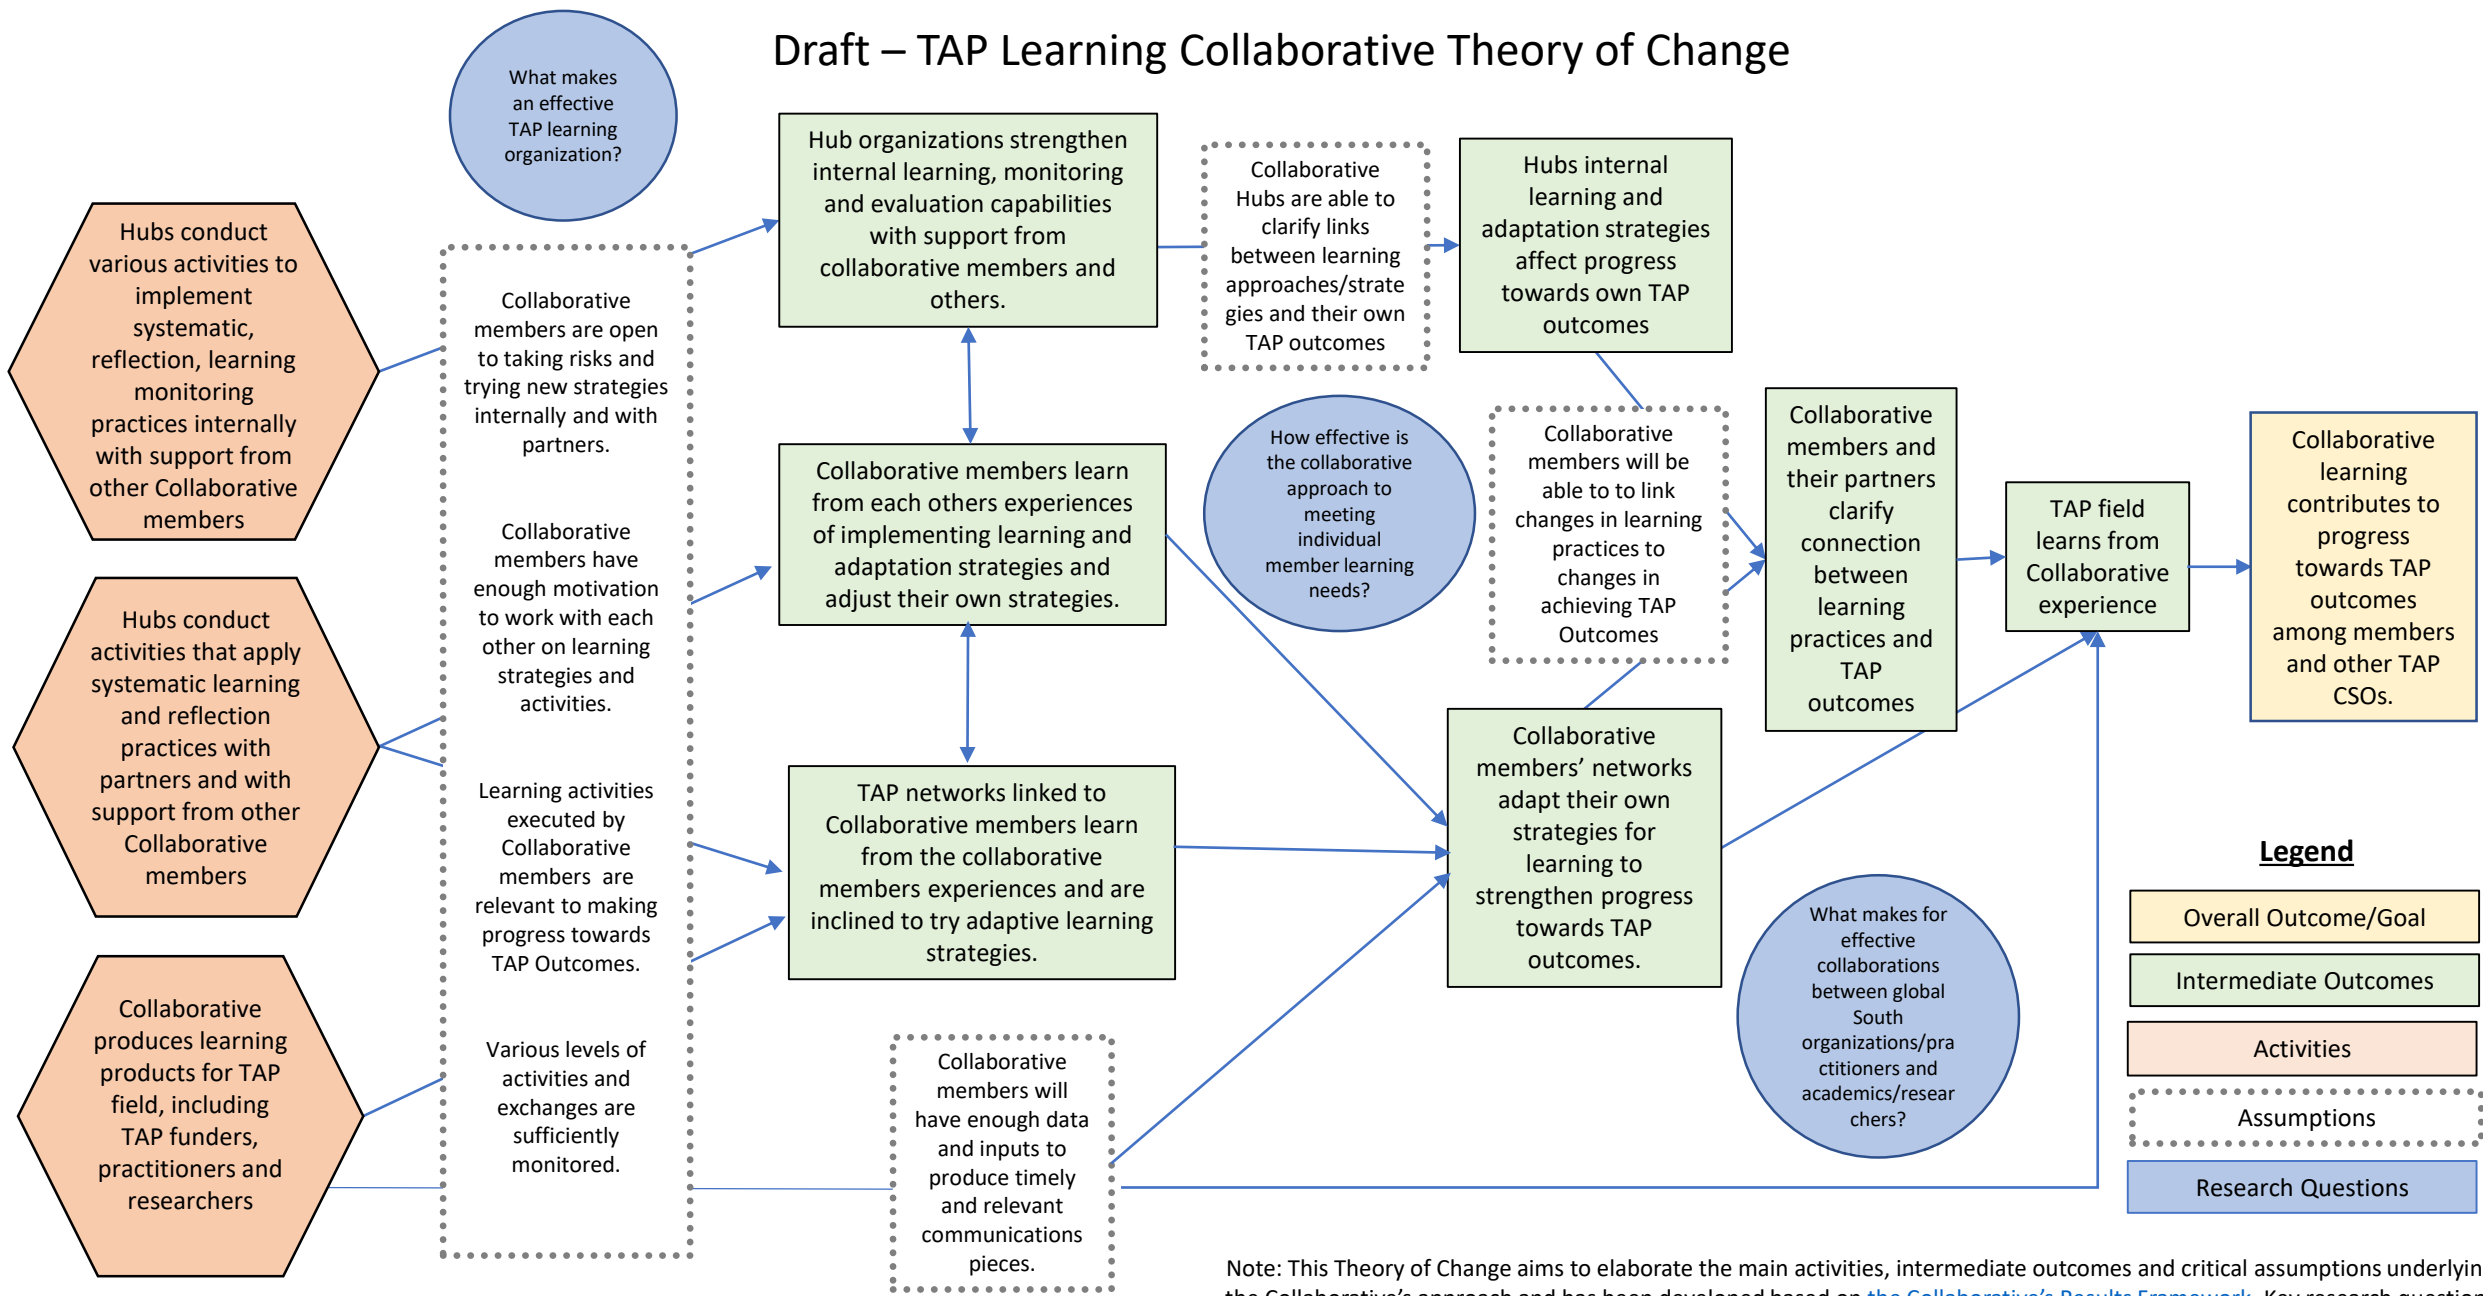 Draft – TAP Learning Collaborative Theory of Change
What makes
an effective
TAP learning
organization?
Hubs conduct
various activities to
implement
systematic,
reflection, learning
monitoring
practices internally
with support from
other Collaborative
members
Hubs conduct
activities that apply
systematic learning
and reflection
practices with
partners and with
support from other
Collaborative
members
Collaborative
produces learning
products for TAP
field, including
TAP funders,
practitioners and
researchers
Collaborative
members are open
to taking risks and
trying new strategies
internally and with
partners.
Collaborative
members have
enough motivation
to work with each
other on learning
strategies and
activities.
Learning activities
executed by
Collaborative
members are
relevant to making
progress towards
TAP Outcomes.
Various levels of
activities and
exchanges are
sufficiently
monitored.
Hub organizations strengthen
internal learning, monitoring
and evaluation capabilities
with support from
collaborative members and
others.
Collaborative members learn
from each others experiences
of implementing learning and
adaptation strategies and
adjust their own strategies.
TAP networks linked to
Collaborative members learn
from the collaborative
members experiences and are
inclined to try adaptive learning
strategies.
Collaborative
members will
have enough data
and inputs to
produce timely
and relevant
communications
pieces.
Collaborative
Hubs are able to
clarify links
between learning
approaches/strate
gies and their own
TAP outcomes
How effective is
the collaborative
approach to
meeting
individual
member learning
needs?
Hubs internal
learning and
adaptation strategies
affect progress
towards own TAP
outcomes
Collaborative
members will be
able to to link
changes in learning
practices to
changes in
achieving TAP
Outcomes
Collaborative
members’ networks
adapt their own
strategies for
learning to
strengthen progress
towards TAP
outcomes.
Collaborative
members and
their partners
clarify
connection
between
learning
practices and
TAP
outcomes
What makes for
effective
collaborations
between global
South
organizations/pra
ctitioners and
academics/resear
chers?
TAP field
learns from
Collaborative
experience
Collaborative
learning
contributes to
progress
towards TAP
outcomes
among members
and other TAP
CSOs.
Legend
Overall Outcome/Goal
Intermediate Outcomes
Activities
Assumptions
Research Questions
Note: This Theory of Change aims to elaborate the main activities, intermediate outcomes and critical assumptions underlyin
the Collaborative’s approach and has been developed based on the Collaborative’s Results Framework. Key research question